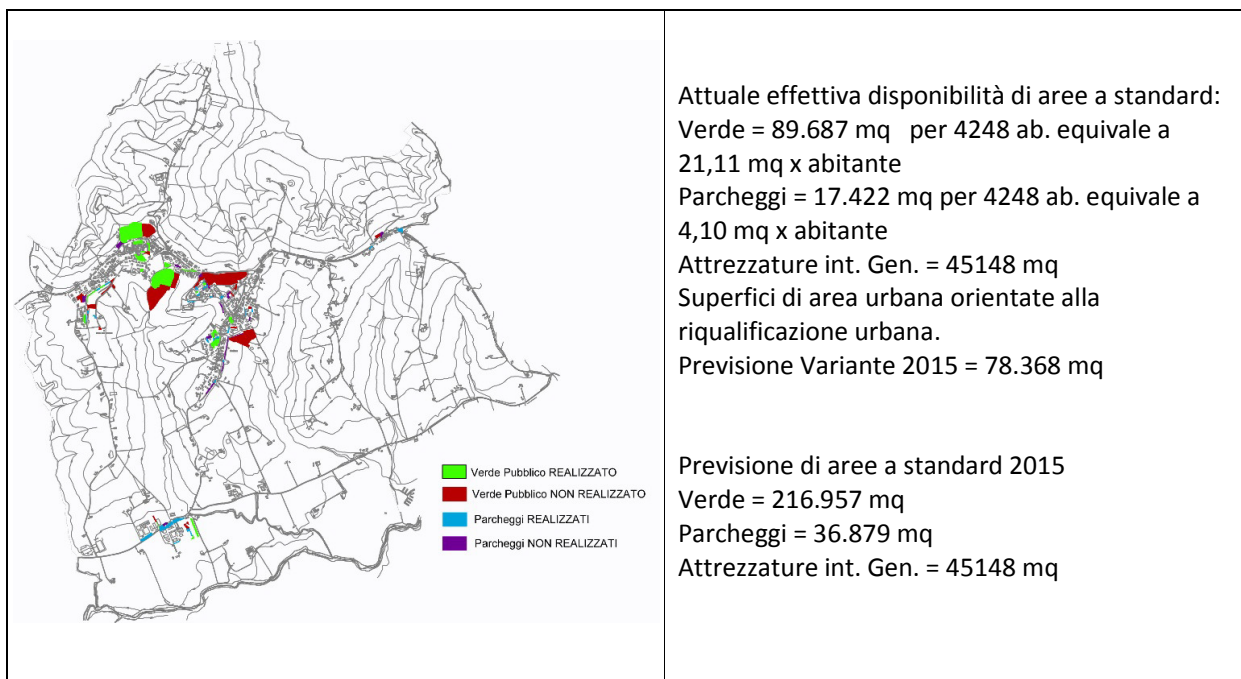 Verde Pubblico REALIZZATO
Verde Pubblico NON REALIZZATO
Parcheggi REALIZZATI
Parcheggi NON REALIZZATI
Attuale effettiva disponibilità di aree a standard:
Verde = 89.687 mq per 4248 ab. equivale a
21,11 mq x abitante
Parcheggi = 17.422 mq per 4248 ab. equivale a
4,10 mq x abitante
Attrezzature int. Gen. = 45148 mq
Superfici di area urbana orientate alla
riqualificazione urbana.
Previsione Variante 2015 = 78.368 mq
Previsione di aree a standard 2015
Verde = 216.957 mq
Parcheggi = 36.879 mq
Attrezzature int. Gen. = 45148 mq